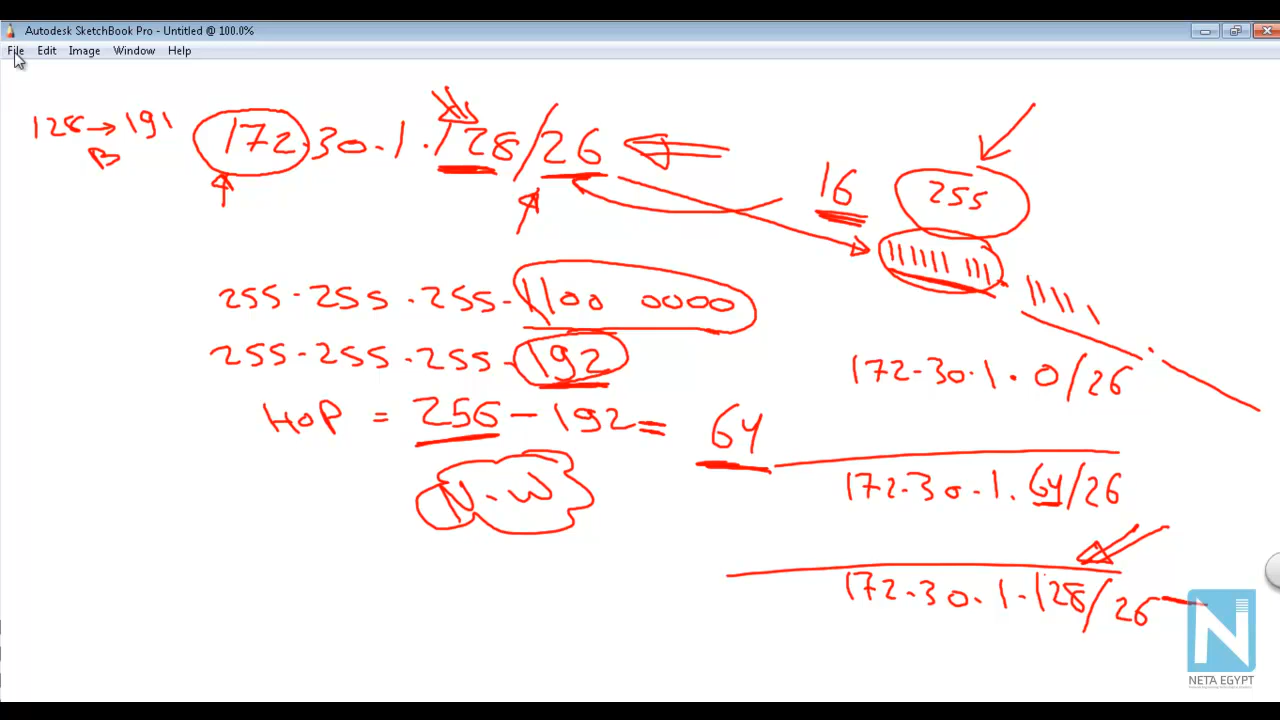 Autodesk SketchBook Pro - Untitled @ 100.0%
File Edit Image Window Help
128→191
B
172.30.1.128/26
16
255
255.255.255.1100 0000
255.255.255.192
172.30.1.0/26
HOP = 256-192= 64
N.W
172.30.1.64/26
172.30.1.128/26
N
NETA EGYPT